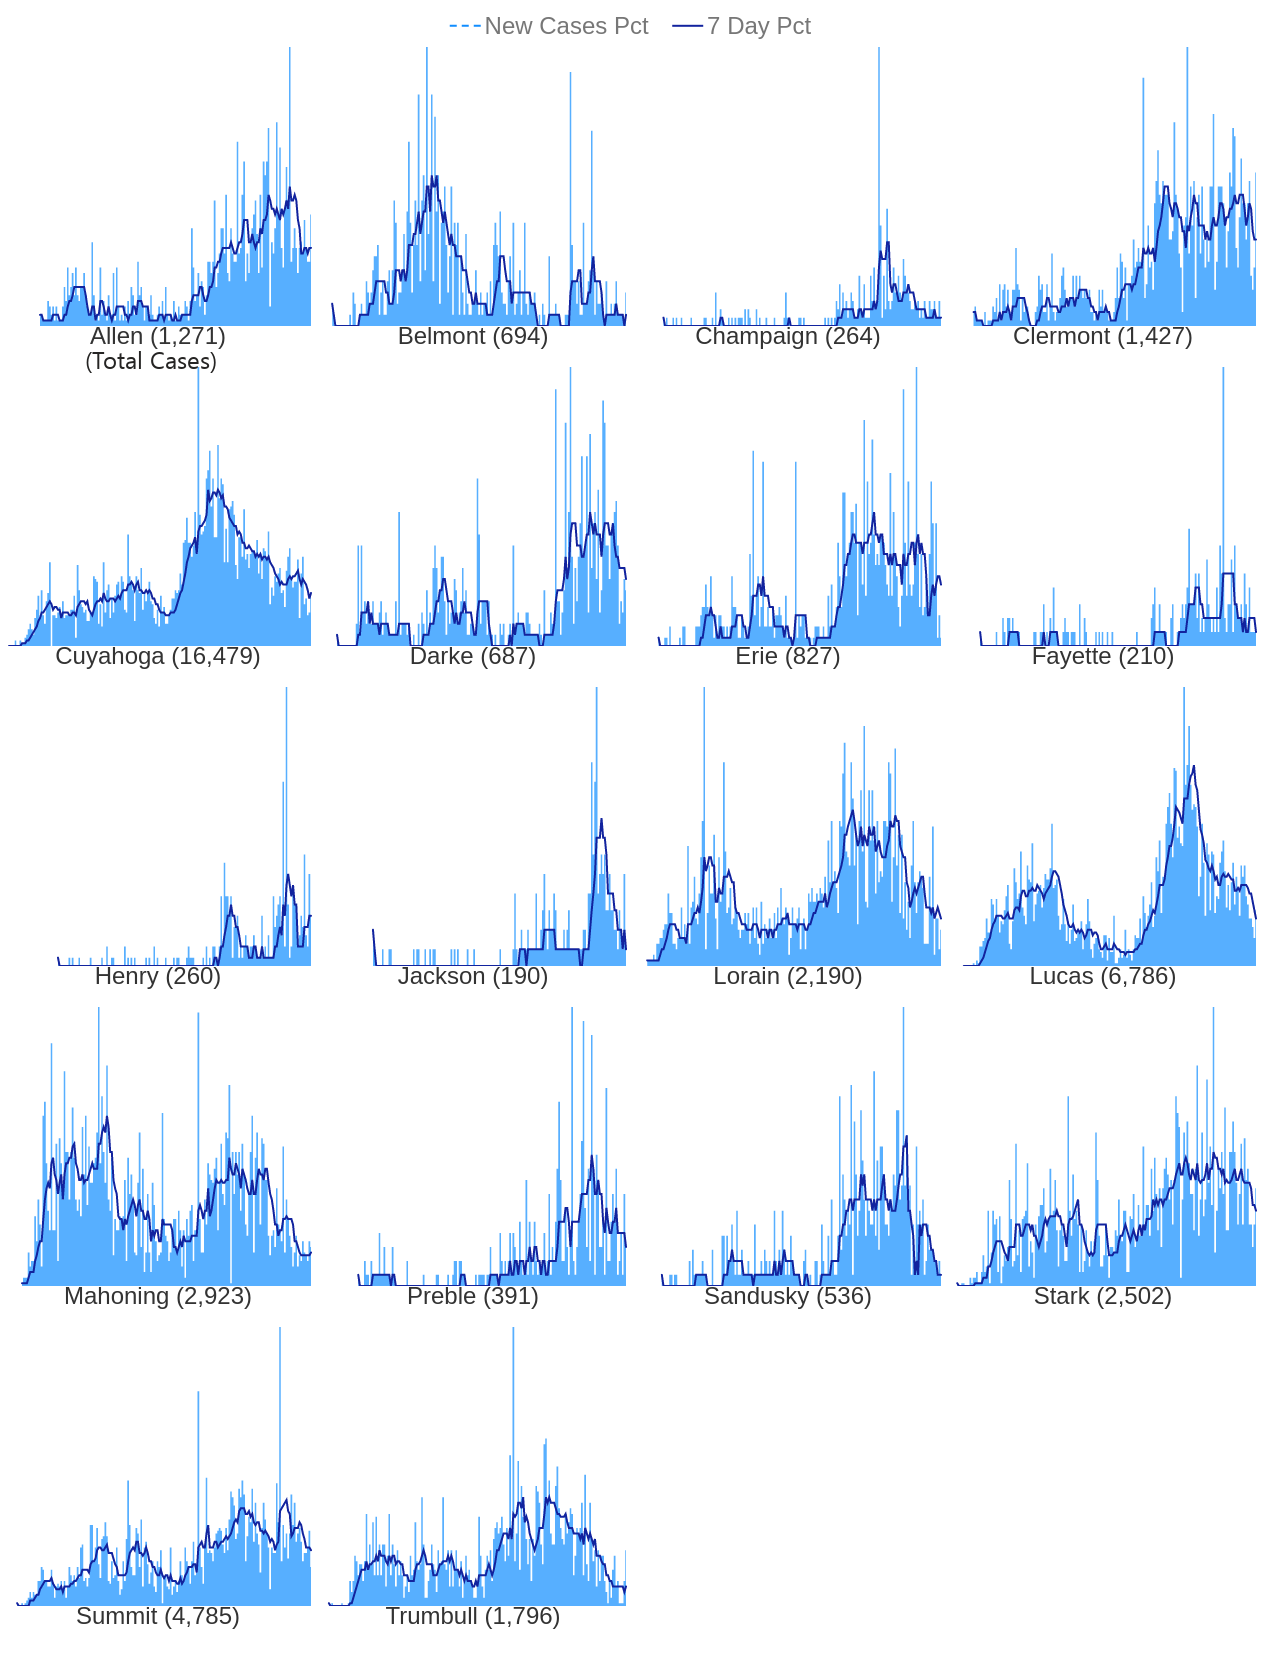 New Cases Pct 7 Day Pct
Allen (1,271) Belmont (694) Champaign (264) Clermont (1,427)
(Total Cases)
Cuyahoga (16,479) Darke (687) Erie (827) Fayette (210)
Henry (260) Jackson (190) Lorain (2,190) Lucas (6,786)
Mahoning (2,923) Preble (391) Sandusky (536) Stark (2,502)
Summit (4,785) Trumbull (1,796)